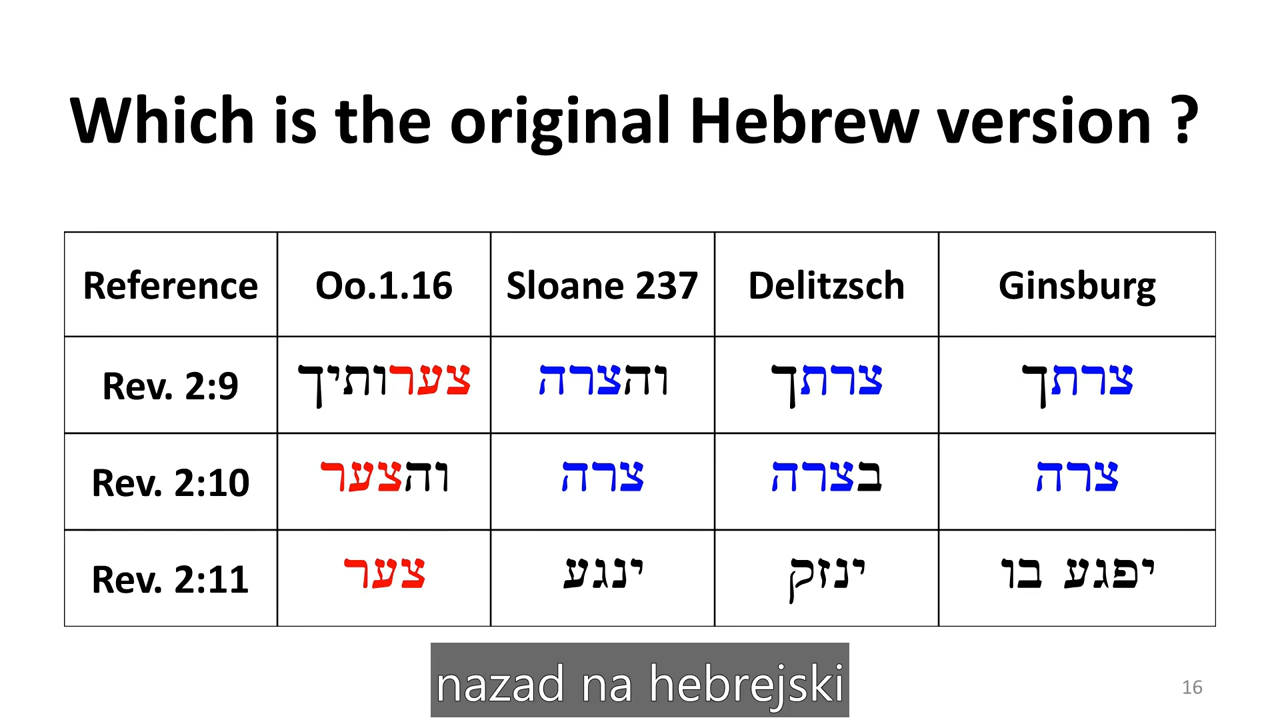 Which is the original Hebrew version ?
Reference Oo.1.16 Sloane 237 Delitzsch Ginsburg
Rev. 2:9 צערותיך והצרה צרתך צרתך
Rev. 2:10 והצער צרה בצרה צרה
Rev. 2:11 צער ינגע ינזק יפגע בו
nazad na hebrejski
16